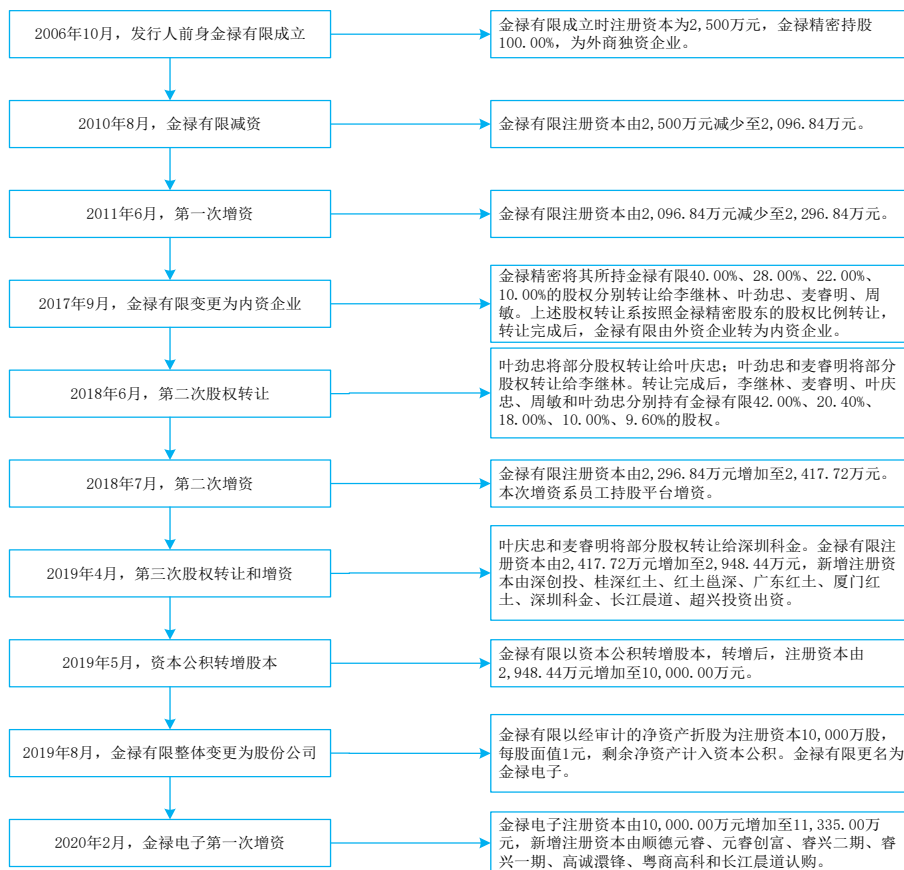 2006年10月，发行人前身金禄有限成立
金禄有限成立时注册资本为2,500万元，金禄精密持股
100.00%，为外商独资企业。
2010年8月，金禄有限减资
金禄有限注册资本由2,500万元减少至2,096.84万元。
2011年6月，第一次增资
金禄有限注册资本由2,096.84万元减少至2,296.84万元。
2017年9月，金禄有限变更为内资企业
金禄精密将其所持金禄有限40.00%、28.00%、22.00%、
10.00%的股权分别转让给李继林、叶劲忠、麦睿明、周
敏。上述股权转让系按照金禄精密股东的股权比例转让，
转让完成后，金禄有限由外资企业转为内资企业。
2018年6月，第二次股权转让
叶劲忠将部分股权转让给叶庆忠；叶劲忠和麦睿明将部分
股权转让给李继林。转让完成后，李继林、麦睿明、叶庆
忠、周敏和叶劲忠分别持有金禄有限42.00%、20.40%、
18.00%、10.00%、9.60%的股权。
2018年7月，第二次增资
金禄有限注册资本由2,296.84万元增加至2,417.72万元。
本次增资系员工持股平台增资。
2019年4月，第三次股权转让和增资
叶庆忠和麦睿明将部分股权转让给深圳科金。金禄有限注
册资本由2,417.72万元增加至2,948.44万元，新增注册资
本由深创投、桂深红土、红土邕深、广东红土、厦门红
土、深圳科金、长江晨道、超兴投资出资。
2019年5月，资本公积转增股本
金禄有限以资本公积转增股本，转增后，注册资本由
2,948.44万元增加至10,000.00万元。
2019年8月，金禄有限整体变更为股份公司
金禄有限以经审计的净资产折股为注册资本10,000万股，
每股面值1元，剩余净资产计入资本公积。金禄有限更名为
金禄电子。
2020年2月，金禄电子第一次增资
金禄电子注册资本由10,000.00万元增加至11,335.00万
元，新增注册资本由顺德元睿、元睿创富、睿兴二期、睿
兴一期、高诚澴锋、粤商高科和长江晨道认购。